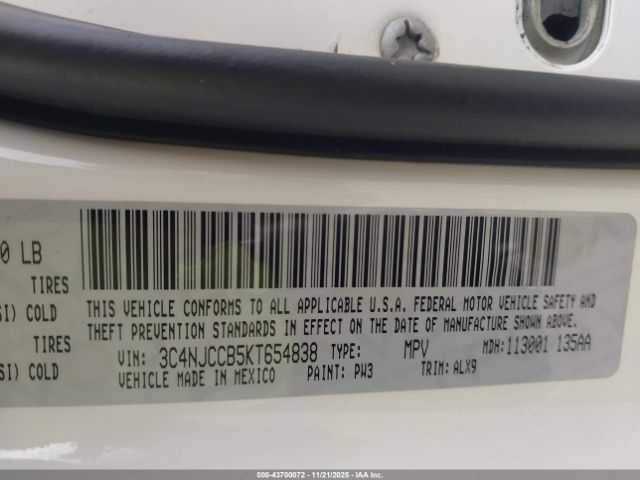 0 LB
TIRES
SI) COLD
TIRES
SI) COLD
THIS VEHICLE CONFORMS TO ALL APPLICABLE U.S.A. FEDERAL MOTOR VEHICLE SAFETY AND
THEFT PREVENTION STANDARDS IN EFFECT ON THE DATE OF MANUFACTURE SHOWN ABOVE.
VIN: 3C4NJCCB5KT654838 TYPE: MPV MDH: 113001 135AA
VEHICLE MADE IN MEXICO PAINT: PW3 TRIM: ALX9
000-43700072 - 11/21/2025 - IAA Inc.